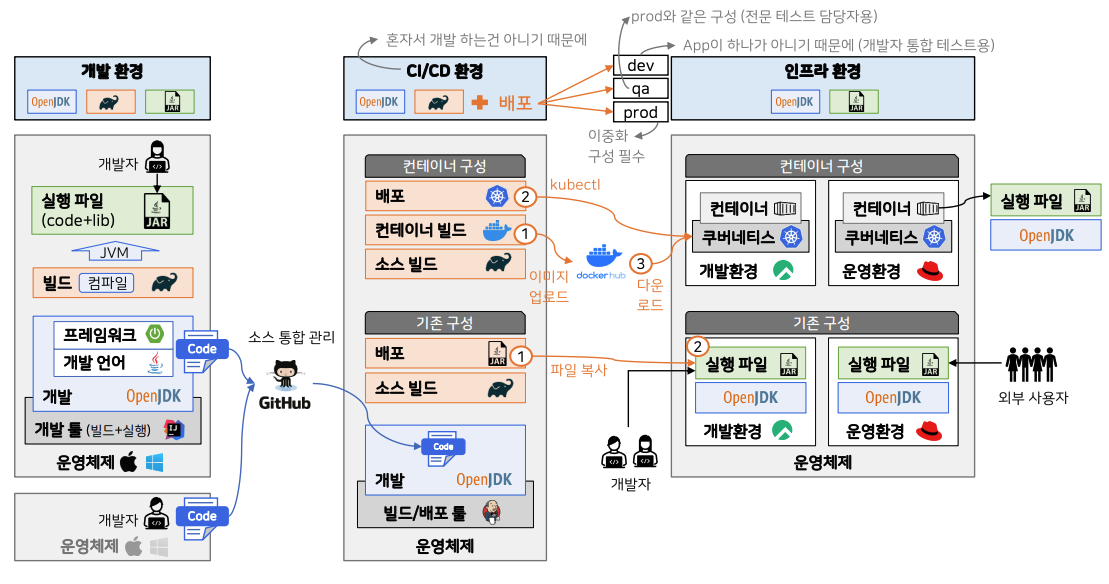 prod와 같은 구성 (전문 테스트 담당자용)
혼자서 개발 하는건 아니기 때문에
App이 하나가 아니기 때문에 (개발자 통합 테스트용)
개발 환경
OpenJDK
JAR
CI/CD 환경
OpenJDK
배포
dev
qa
prod
인프라 환경
OpenJDK
JAR
이중화
구성 필수
개발자
실행 파일
(code+lib)
JAR
JVM
빌드
컴파일
프레임워크
개발 언어
Code
개발
OpenJDK
개발 툴 (빌드+실행)
IJ
운영체제
개발자
Code
운영체제
소스 통합 관리
GitHub
컨테이너 구성
배포
2
kubectl
컨테이너 빌드
1
소스 빌드
이미지
업로드
docker hub
3
다운
로드
기존 구성
배포
JAR
1
파일 복사
소스 빌드
Code
개발
OpenJDK
빌드/배포 툴
운영체제
컨테이너 구성
컨테이너
쿠버네티스
개발환경
컨테이너
쿠버네티스
운영환경
실행 파일
JAR
OpenJDK
기존 구성
2
실행 파일
JAR
OpenJDK
개발환경
실행 파일
JAR
OpenJDK
운영환경
운영체제
개발자
외부 사용자